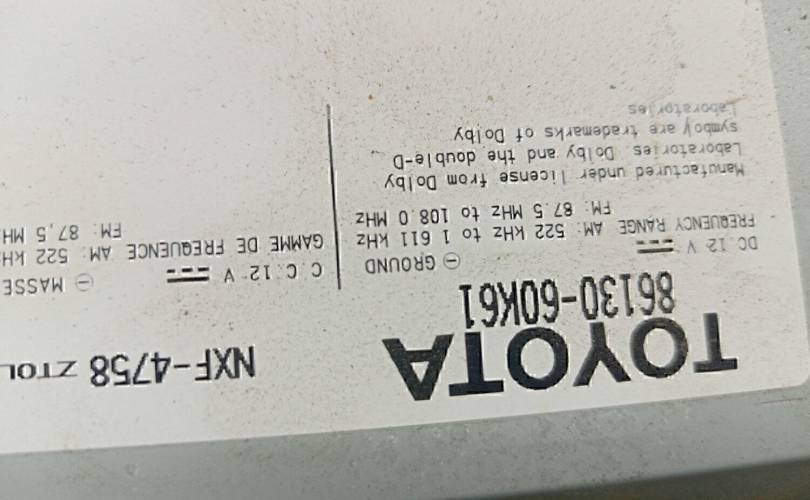 TOYOTA
86130-60K61
NXF-4758 ZTOL
DC 12 V
⊖ GROUND
FREQUENCY RANGE AM: 522 kHz to 1 611 kHz
FM: 87.5 MHz to 108.0 MHz
Manufactured under license from Dolby
Laboratories. Dolby and the double-D
symbol are trademarks of Dolby
Laboratories
C.C.12 V
⊖ MASSE
GAMME DE FREQUENCE AM: 522 kH
FM: 87,5 MH